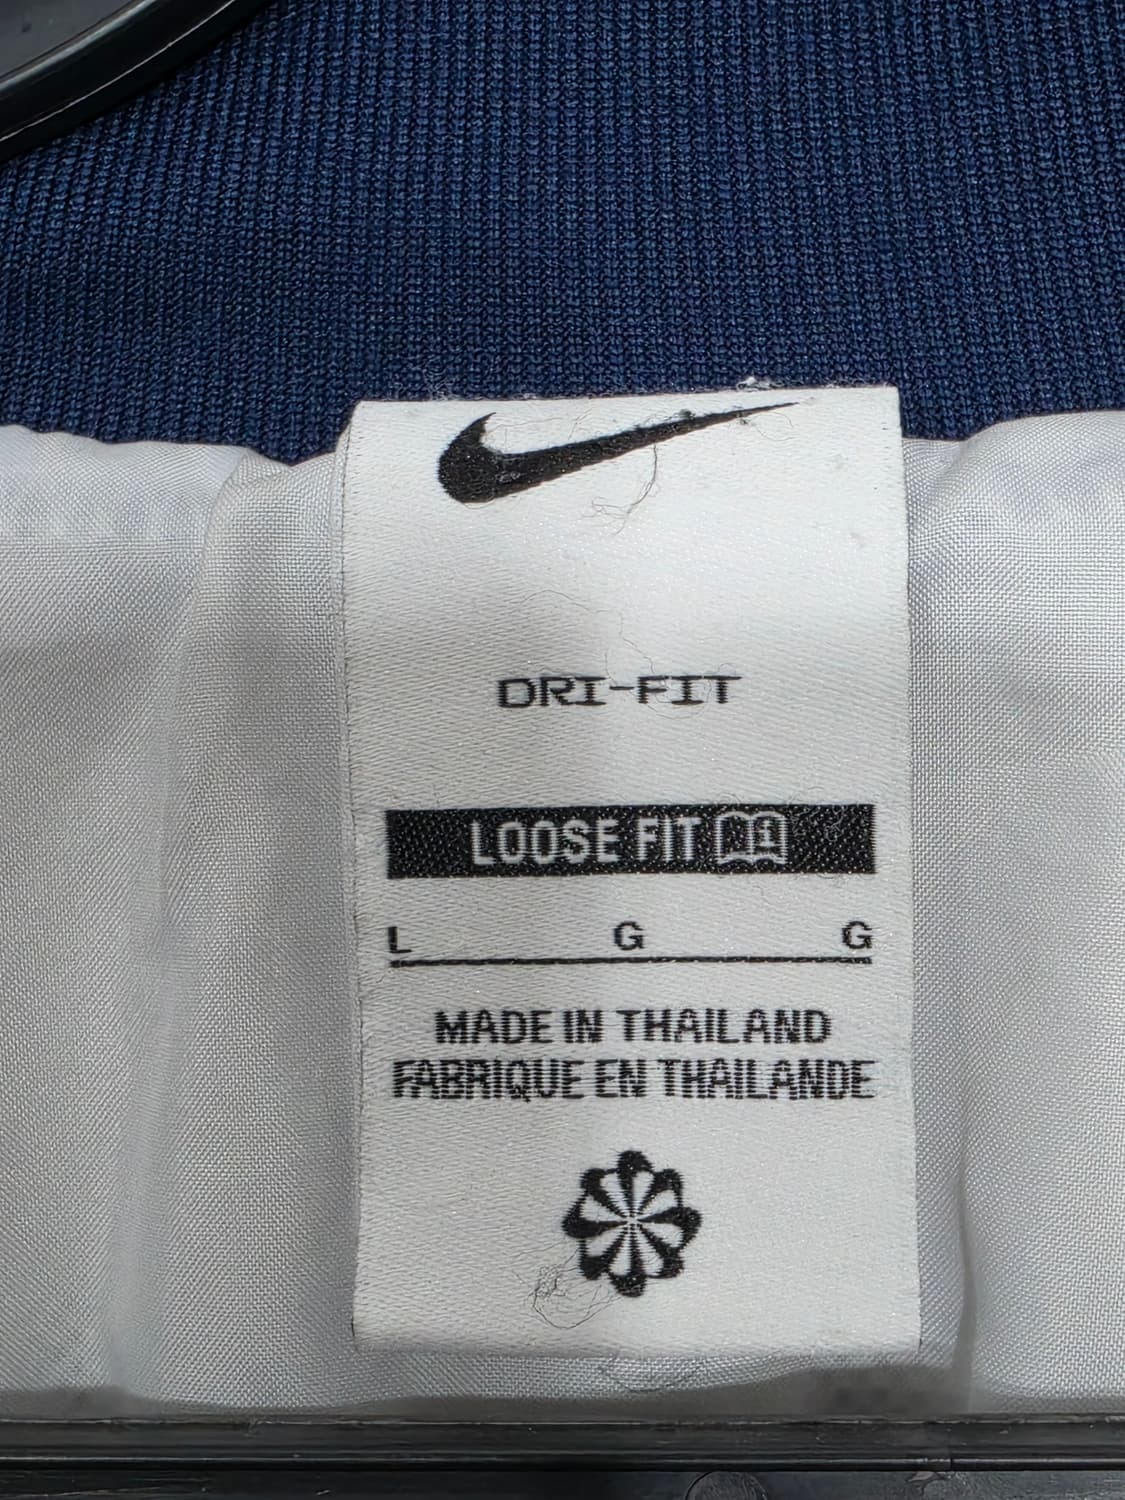 DRI-FIT
LOOSE FIT
L G G
MADE IN THAILAND
FABRIQUE EN THAILANDE